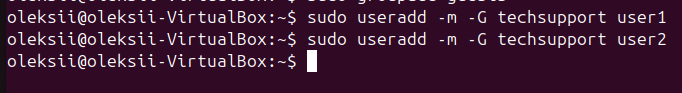 oleksii@oleksii-VirtualBox:~$ sudo useradd -m -G techsupport user1
oleksii@oleksii-VirtualBox:~$ sudo useradd -m -G techsupport user2
oleksii@oleksii-VirtualBox:~$